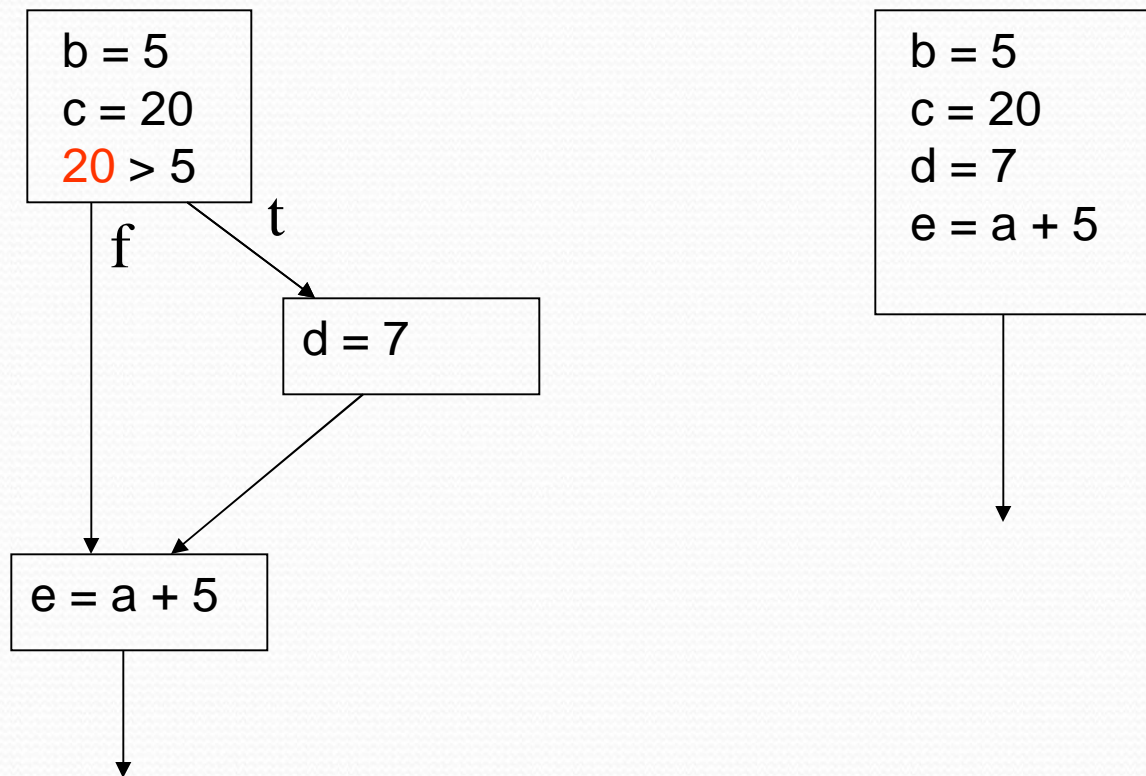 b = 5
c = 20
20 > 5
f
t
d = 7
e = a + 5
b = 5
c = 20
d = 7
e = a + 5